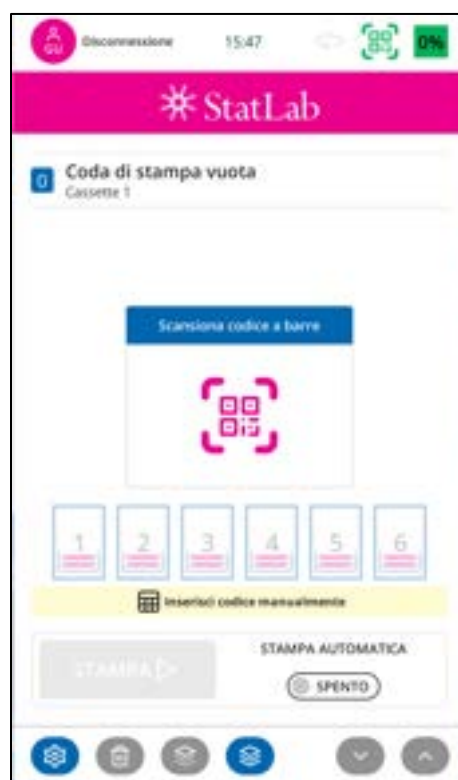 GU Disconnessione 15:47 0%
StatLab
0 Coda di stampa vuota
Cassette 1
Scansiona codice a barre
1 2 3 4 5 6
Inserisci codice manualmente
STAMPA AUTOMATICA
STAMPA
SPENTO